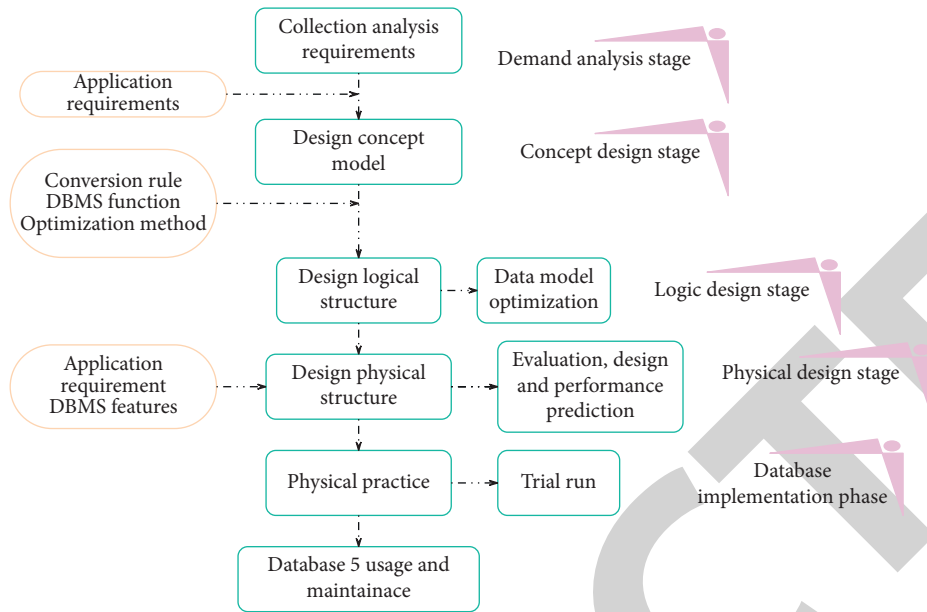 Collection analysis
requirements
Demand analysis stage
Application
requirements
Design concept
model
Concept design stage
Conversion rule
DBMS function
Optimization method
Design logical
structure
Data model
optimization
Logic design stage
Application
requirement
DBMS features
Design physical
structure
Evaluation, design
and performance
prediction
Physical design stage
Physical practice
Trial run
Database
implementation phase
Database 5 usage and
maintainace